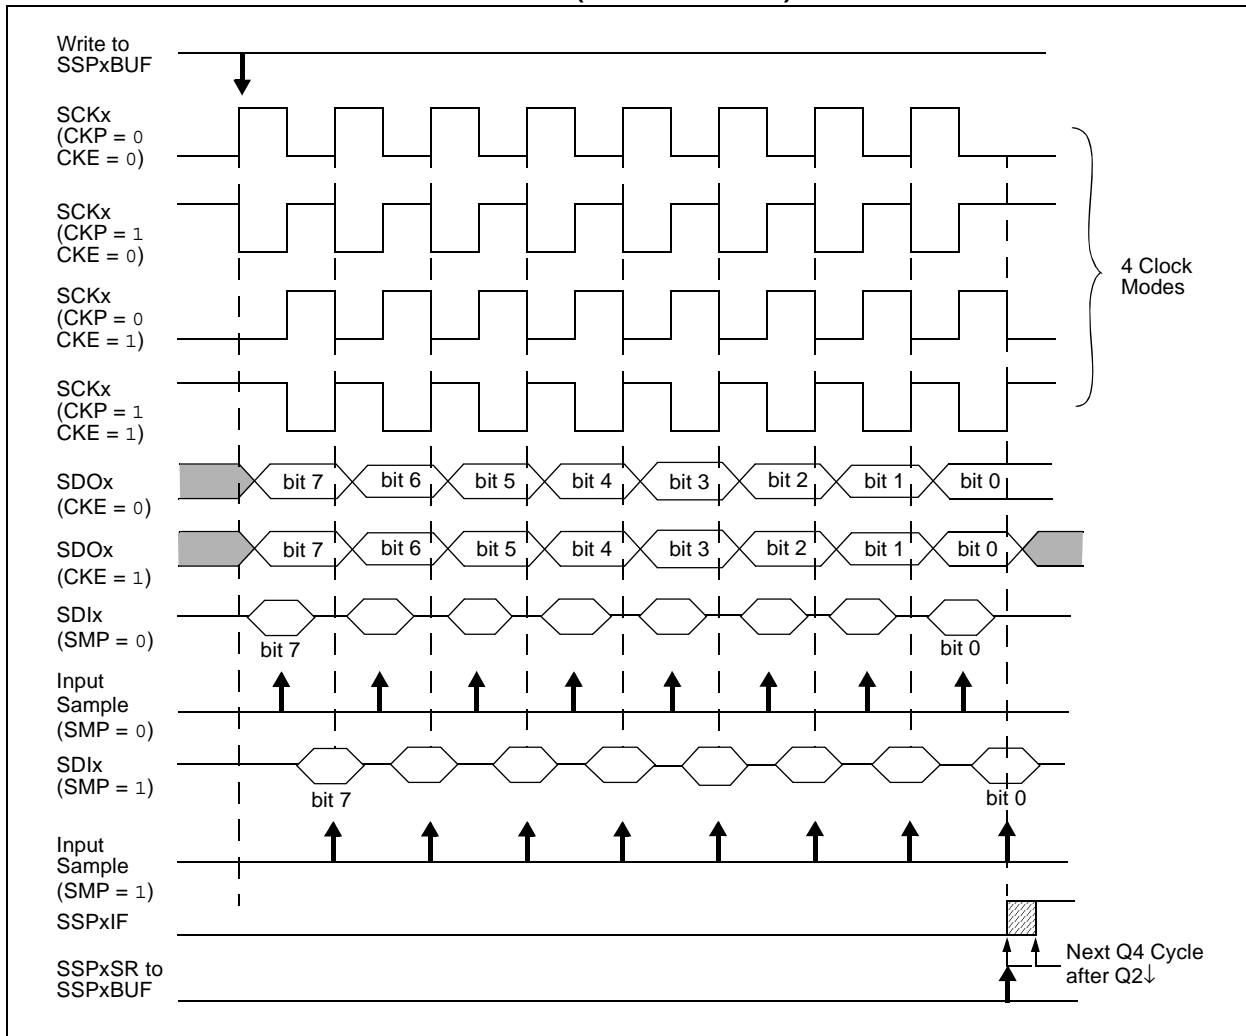 Write to
SSPxBUF
SCKx
(CKP = 0
CKE = 0)
SCKx
(CKP = 1
CKE = 0)
SCKx
(CKP = 0
CKE = 1)
SCKx
(CKP = 1
CKE = 1)
4 Clock
Modes
SDOx
(CKE = 0)
bit 7 bit 6 bit 5 bit 4 bit 3 bit 2 bit 1 bit 0
SDOx
(CKE = 1)
bit 7 bit 6 bit 5 bit 4 bit 3 bit 2 bit 1 bit 0
SDIx
(SMP = 0)
bit 7 bit 0
Input
Sample
(SMP = 0)
SDIx
(SMP = 1)
bit 7 bit 0
Input
Sample
(SMP = 1)
SSPxIF
Next Q4 Cycle
after Q2↓
SSPxSR to
SSPxBUF